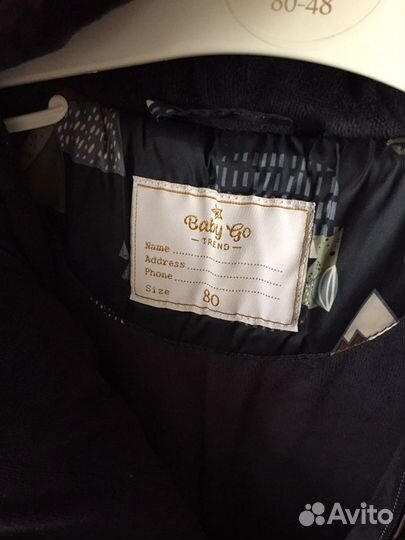 80-48
Baby Go
TREND
Name
Address
Phone
Size 80
Avito